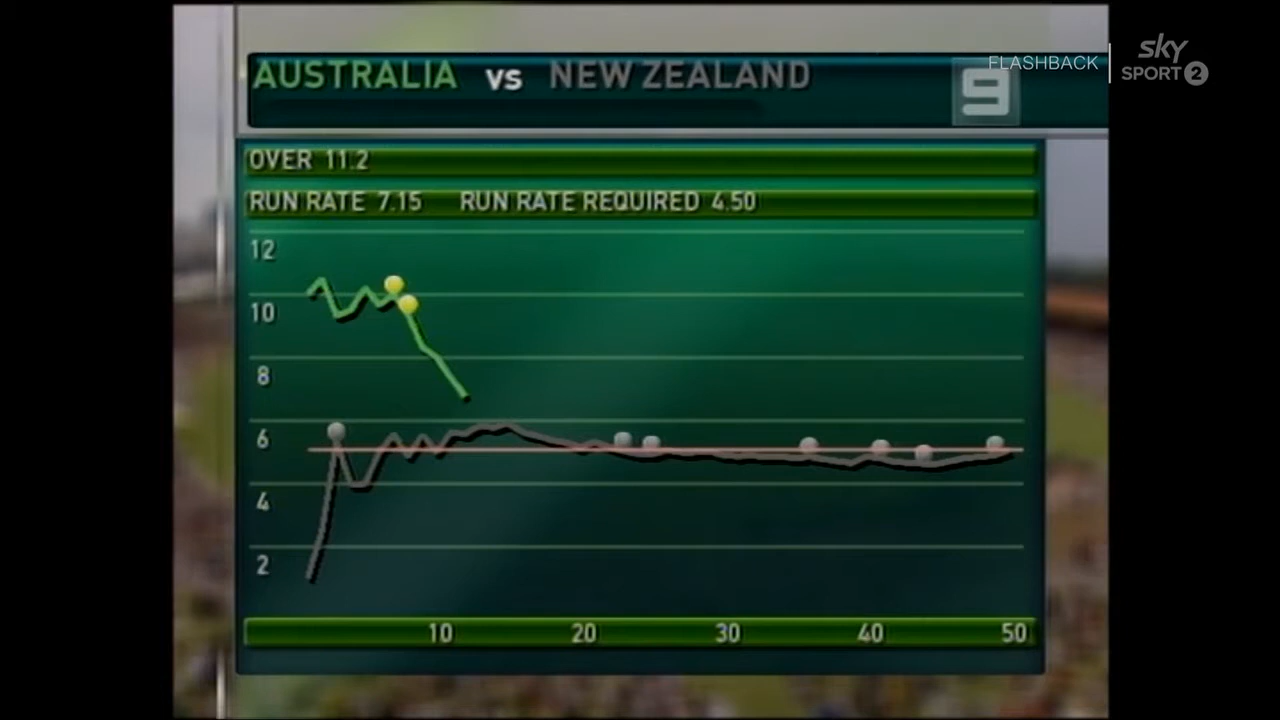 AUSTRALIA vs NEW ZEALAND
9
FLASHBACK
sky
SPORT 2
OVER 11.2
RUN RATE 7.15 RUN RATE REQUIRED 4.50
12
10
8
6
4
2
10 20 30 40 50